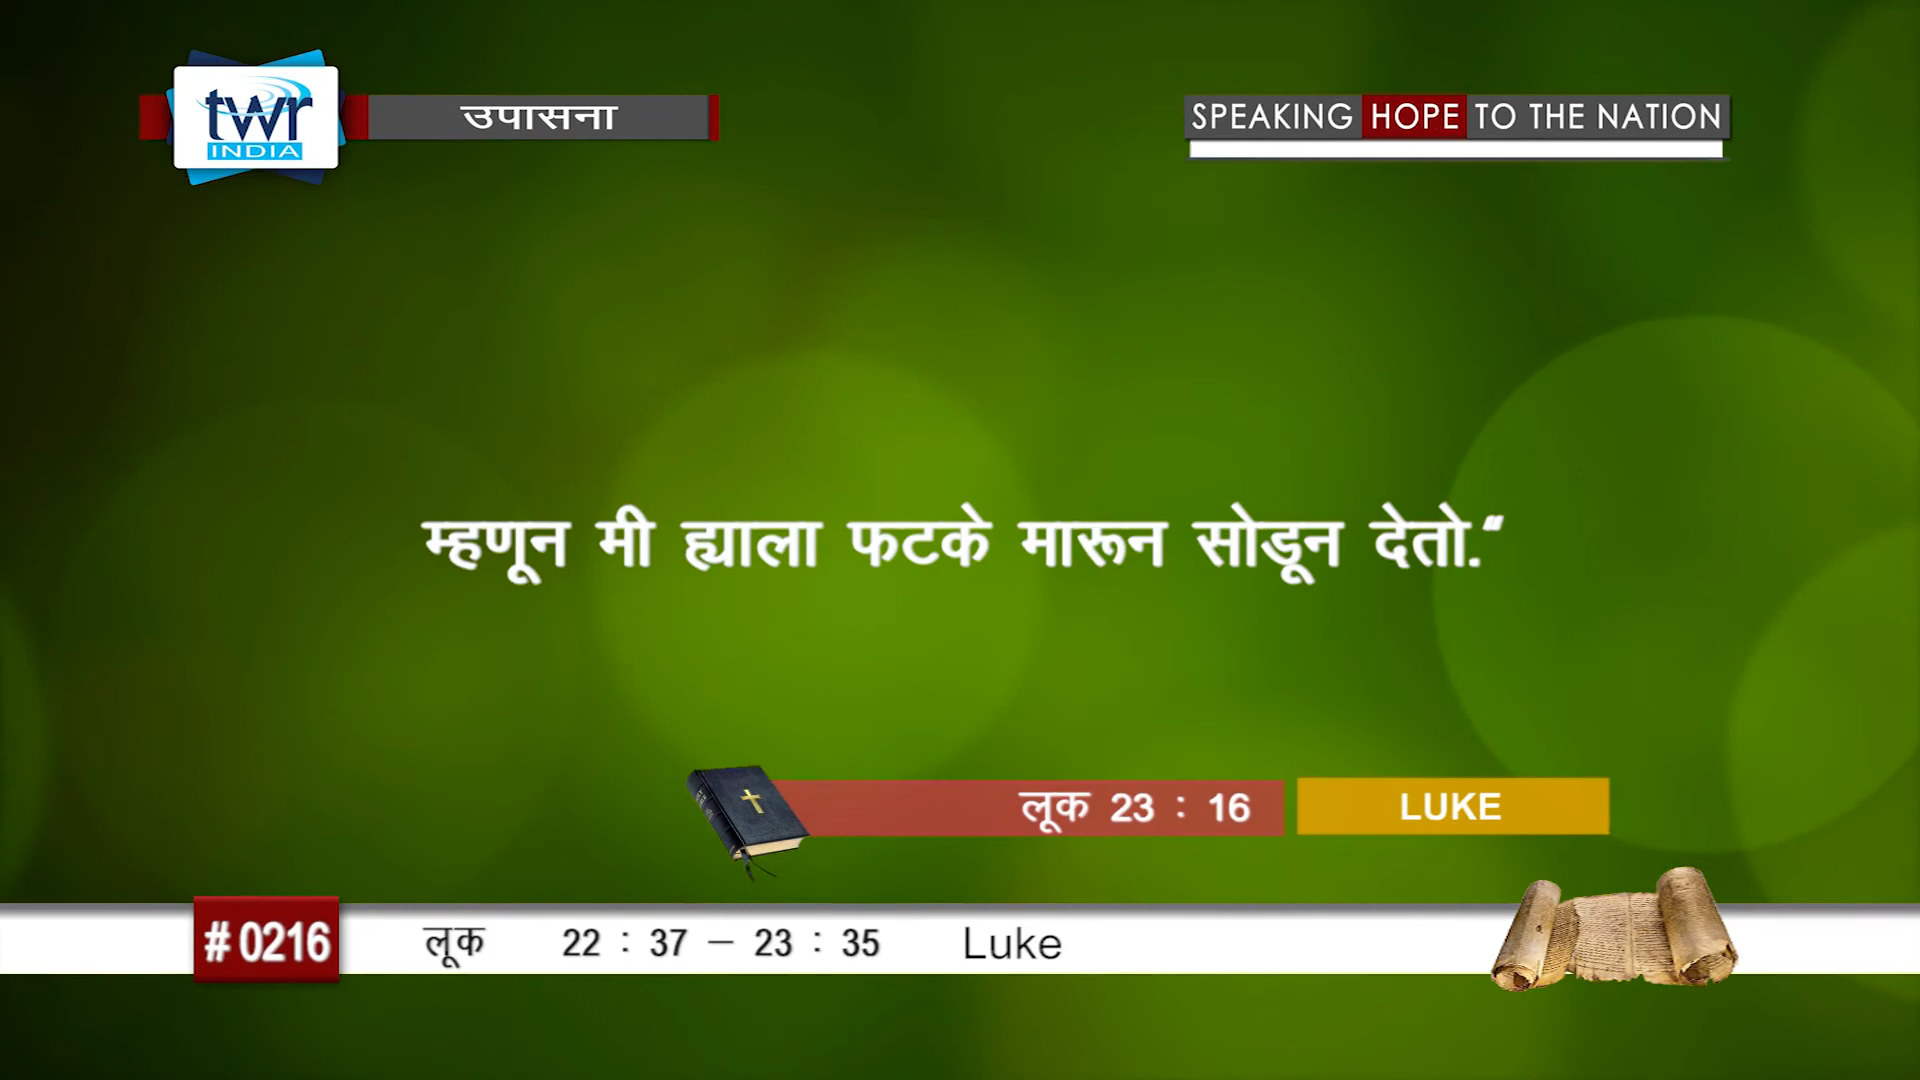 twr
INDIA
उपासना
SPEAKING HOPE TO THE NATION
म्हणून मी ह्याला फटके मारून सोडून देतो.“
लूक 23 : 16
LUKE
#0216
लूक 22 : 37 – 23 : 35 Luke